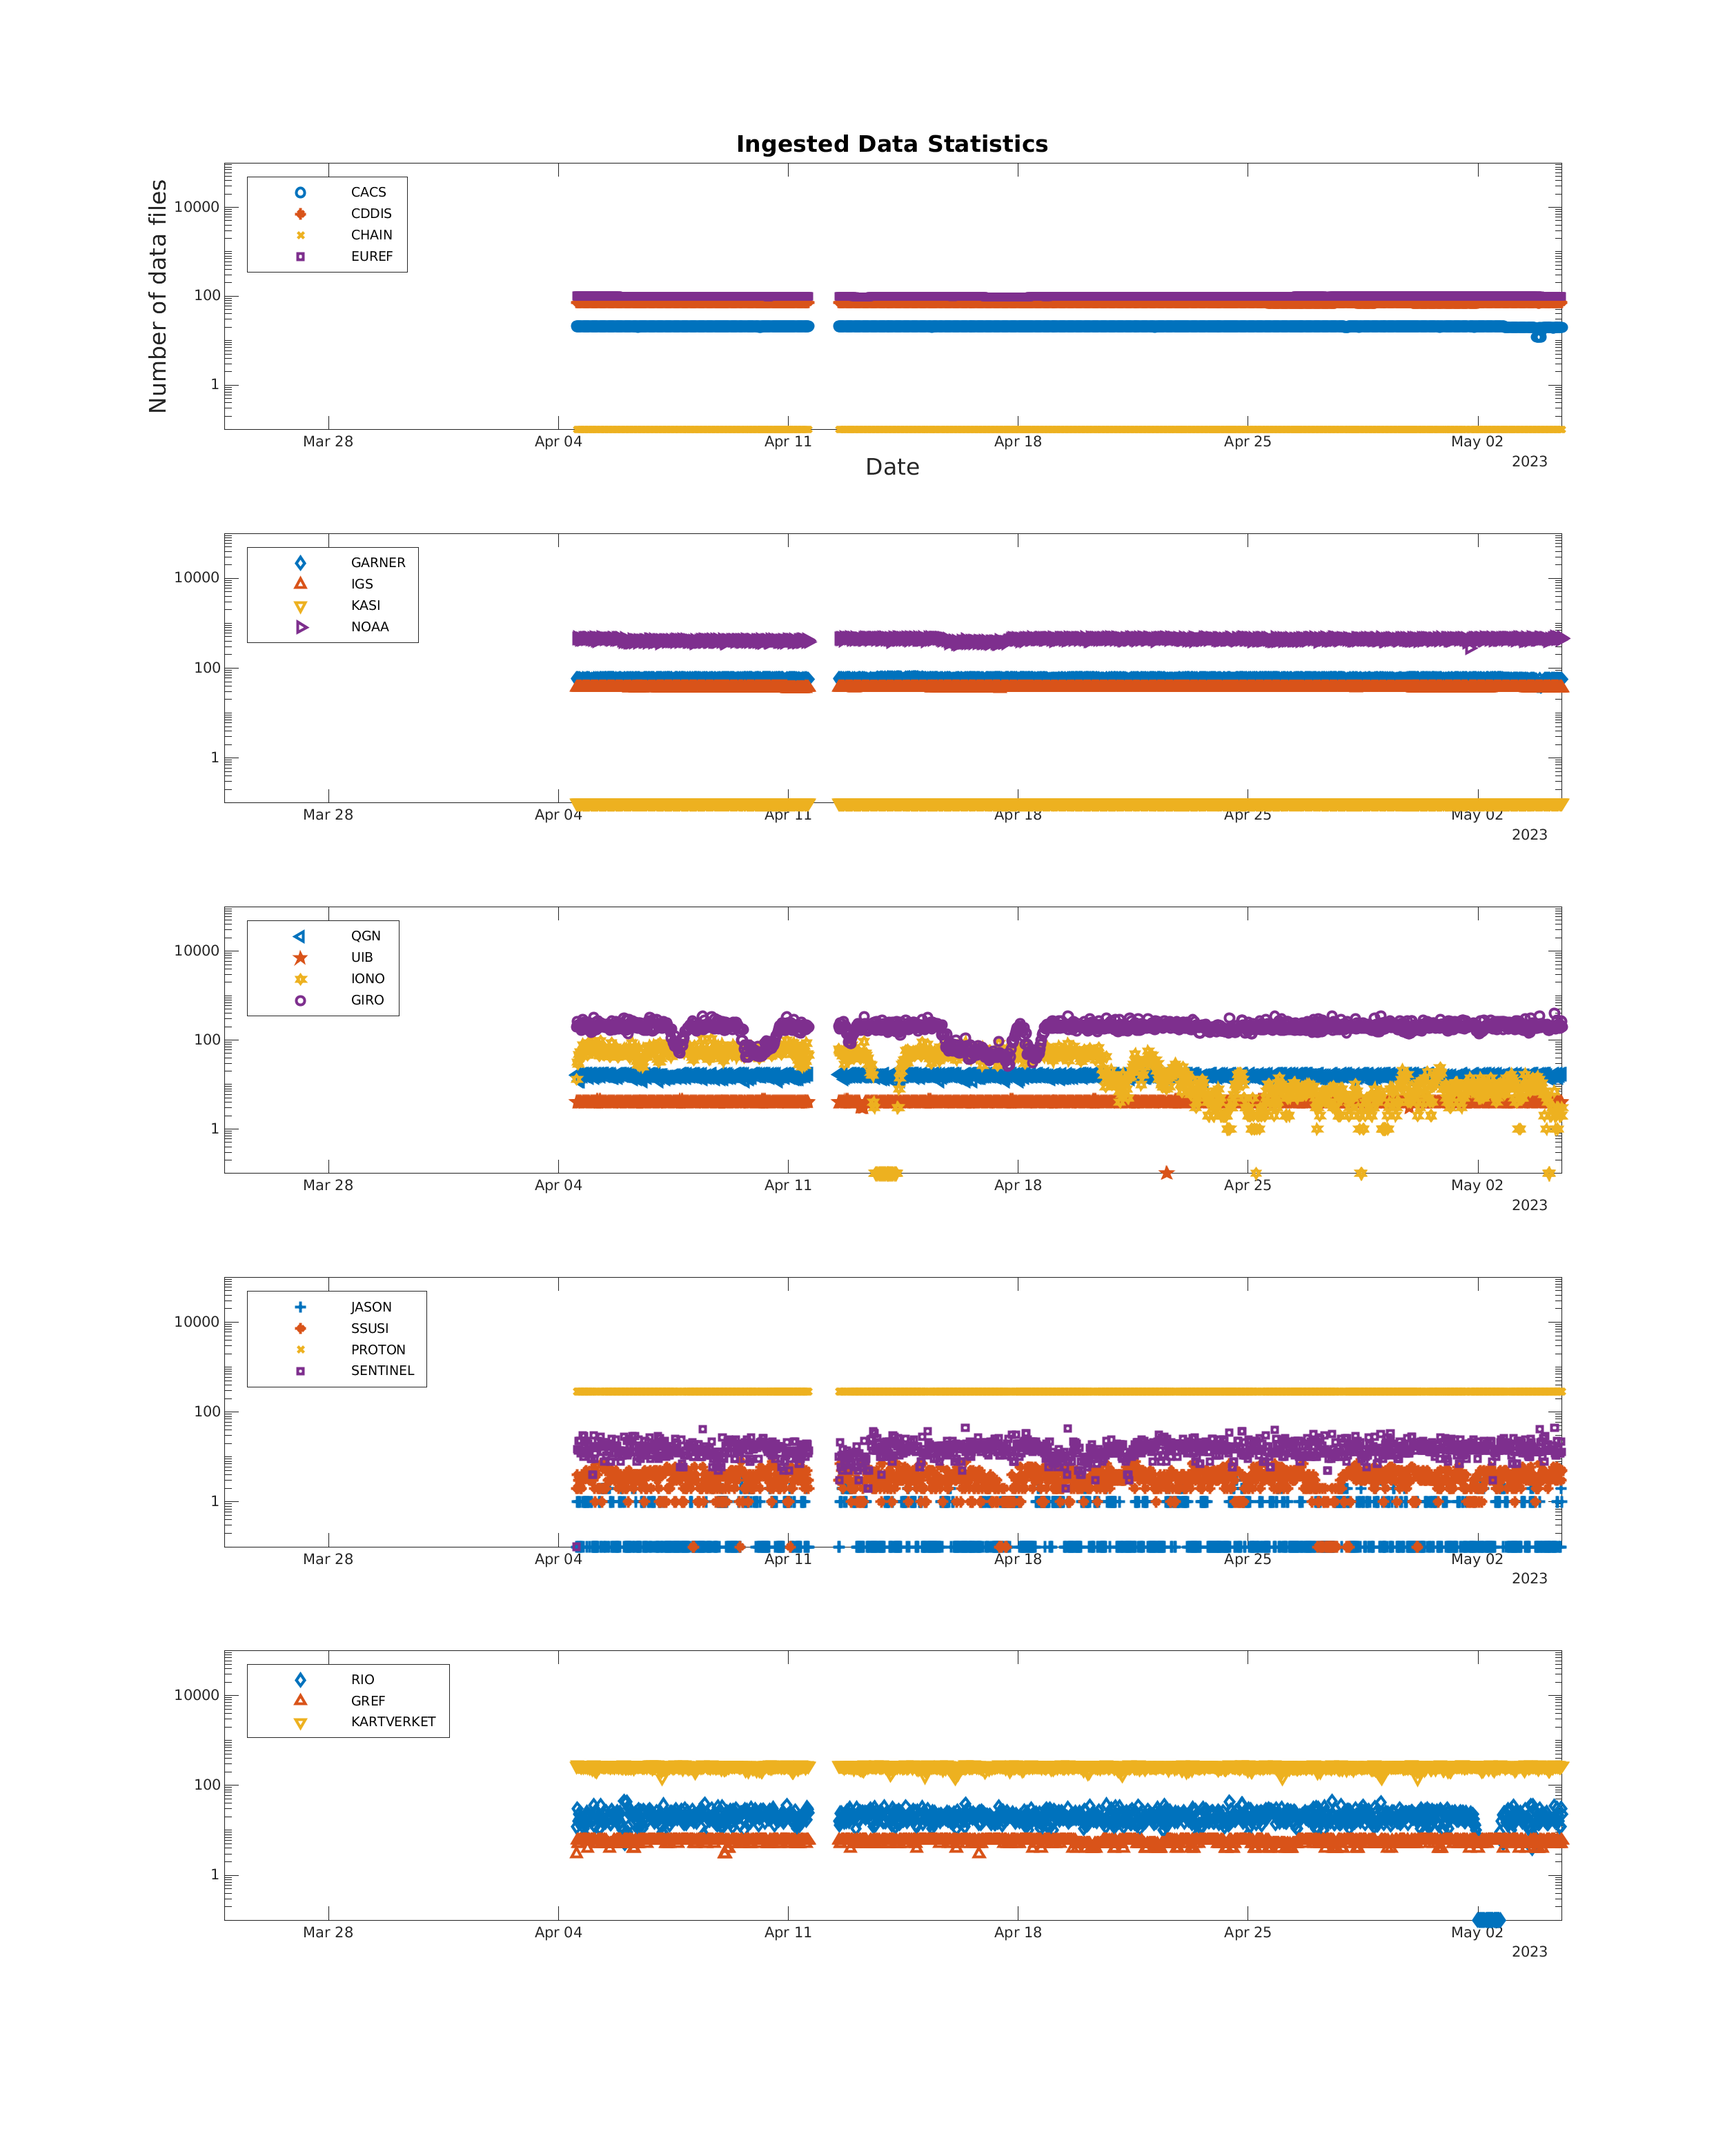 Ingested Data Statistics
Number of data files
CACS
CDDIS
CHAIN
EUREF
10000
100
1
Mar 28 Apr 04 Apr 11 Apr 18 Apr 25 May 02
2023
Date
GARNER
IGS
KASI
NOAA
10000
100
1
Mar 28 Apr 04 Apr 11 Apr 18 Apr 25 May 02
2023
QGN
UIB
IONO
GIRO
10000
100
1
Mar 28 Apr 04 Apr 11 Apr 18 Apr 25 May 02
2023
JASON
SSUSI
PROTON
SENTINEL
10000
100
1
Mar 28 Apr 04 Apr 11 Apr 18 Apr 25 May 02
2023
RIO
GREF
KARTVERKET
10000
100
1
Mar 28 Apr 04 Apr 11 Apr 18 Apr 25 May 02
2023